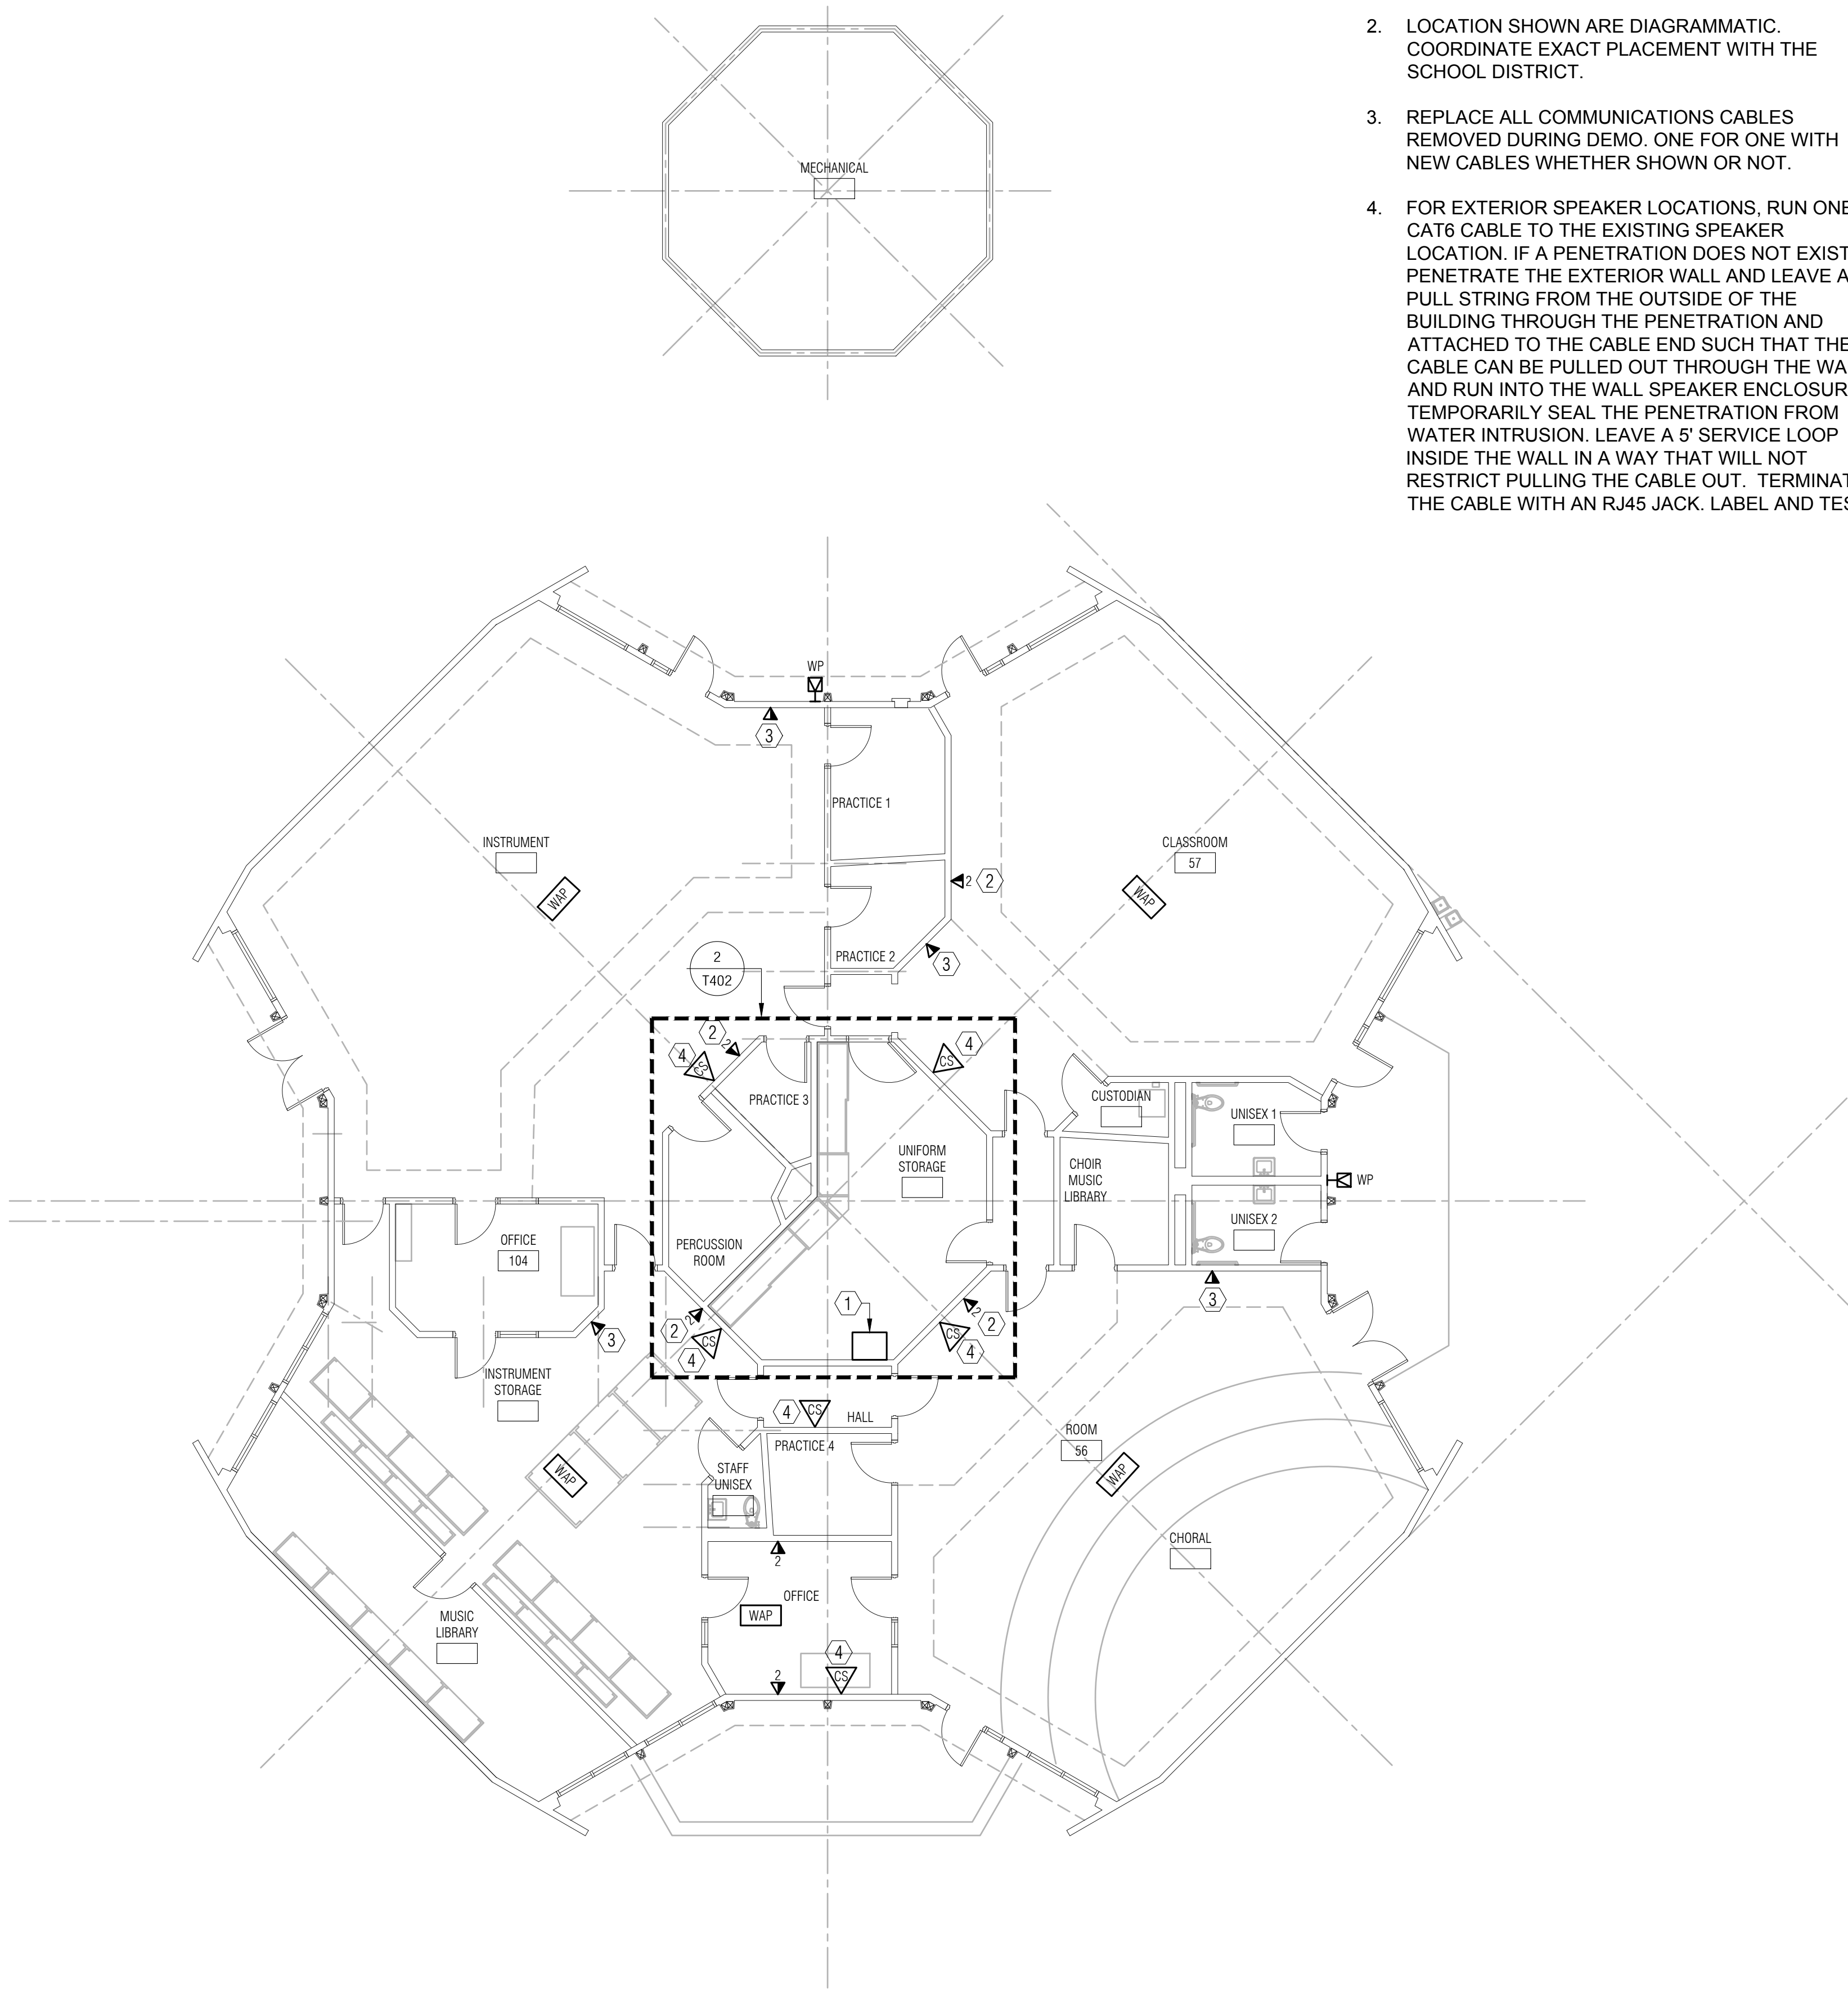 2. LOCATION SHOWN ARE DIAGRAMMATIC.
COORDINATE EXACT PLACEMENT WITH THE
SCHOOL DISTRICT.
3. REPLACE ALL COMMUNICATIONS CABLES
REMOVED DURING DEMO. ONE FOR ONE WITH
NEW CABLES WHETHER SHOWN OR NOT.
4. FOR EXTERIOR SPEAKER LOCATIONS, RUN ONE
CAT6 CABLE TO THE EXISTING SPEAKER
LOCATION. IF A PENETRATION DOES NOT EXIST
PENETRATE THE EXTERIOR WALL AND LEAVE A
PULL STRING FROM THE OUTSIDE OF THE
BUILDING THROUGH THE PENETRATION AND
ATTACHED TO THE CABLE END SUCH THAT THE
CABLE CAN BE PULLED OUT THROUGH THE WA
AND RUN INTO THE WALL SPEAKER ENCLOSUR
TEMPORARILY SEAL THE PENETRATION FROM
WATER INTRUSION. LEAVE A 5' SERVICE LOOP
INSIDE THE WALL IN A WAY THAT WILL NOT
RESTRICT PULLING THE CABLE OUT. TERMINAT
THE CABLE WITH AN RJ45 JACK. LABEL AND TES
MECHANICAL
WP
3
PRACTICE 1
INSTRUMENT
WAP
CLASSROOM
57
WAP
2 2
PRACTICE 2
3
2
T402
2
2
4
CS
CS
4
PRACTICE 3
CUSTODIAN
UNISEX 1
UNIFORM
STORAGE
CHOIR
MUSIC
LIBRARY
WP
UNISEX 2
OFFICE
104
PERCUSSION
ROOM
1
2
2
CS
4
2
2
CS
4
3
3
INSTRUMENT
STORAGE
4
CS
HALL
PRACTICE 4
ROOM
56
WAP
WAP
STAFF
UNISEX
CHORAL
2
OFFICE
WAP
MUSIC
LIBRARY
4
CS
2